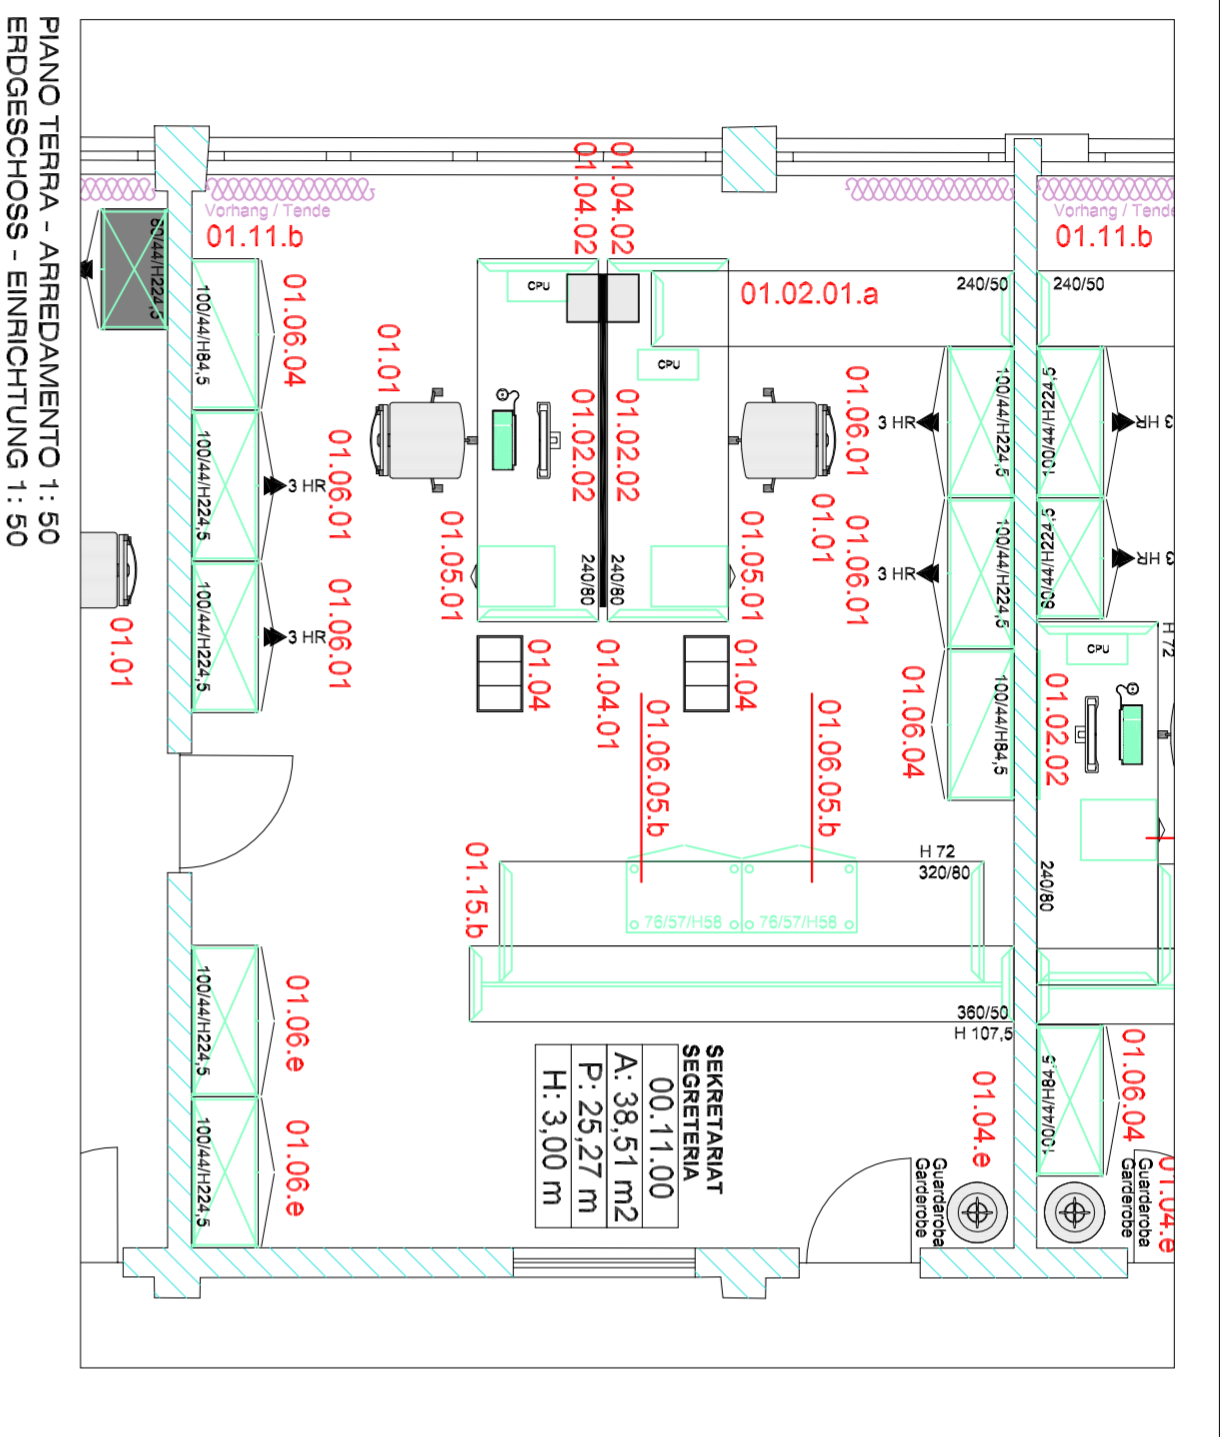 PIANO TERRA - ARREDAMENTO 1: 50
ERDGESCHOSS - EINRICHTUNG 1: 50
01.04.02
01.04.02
Vorhang / Tende
01.11.b
Vorhang / Tende
01.11.b
100/44/H84,5
01.06.04
CPU
01.02.01.a
240/50
240/50
01.01
CPU
01.02.02
01.02.02
01.06.01
3 HR
100/44/H224,5
100/44/H224,5
3 HR
100/44/H224,5
3 HR
01.06.01
01.05.01
240/80
240/80
01.05.01
01.01
01.06.01
3 HR
100/44/H224,5
60/44/H224,5
3 HR
100/44/H224,5
3 HR
01.06.01
01.01
01.04
01.04.01
01.04
01.06.04
100/44/H84,5
CPU
H 72
01.02.02
01.06.05.b
01.06.05.b
01.15.b
H 72
320/80
76/57/H58
76/57/H58
240/80
360/50
H 107,5
100/44/H224,5
01.06.e
100/44/H224,5
01.06.e
SEKRETARIAT
SEGRETERIA
00.11.00
A: 38,51 m2
P: 25,27 m
H: 3,00 m
01.04.e
Guardaroba
Garderobe
100/44/H84,5
01.06.04
Guardaroba
Garderobe
01.04.e